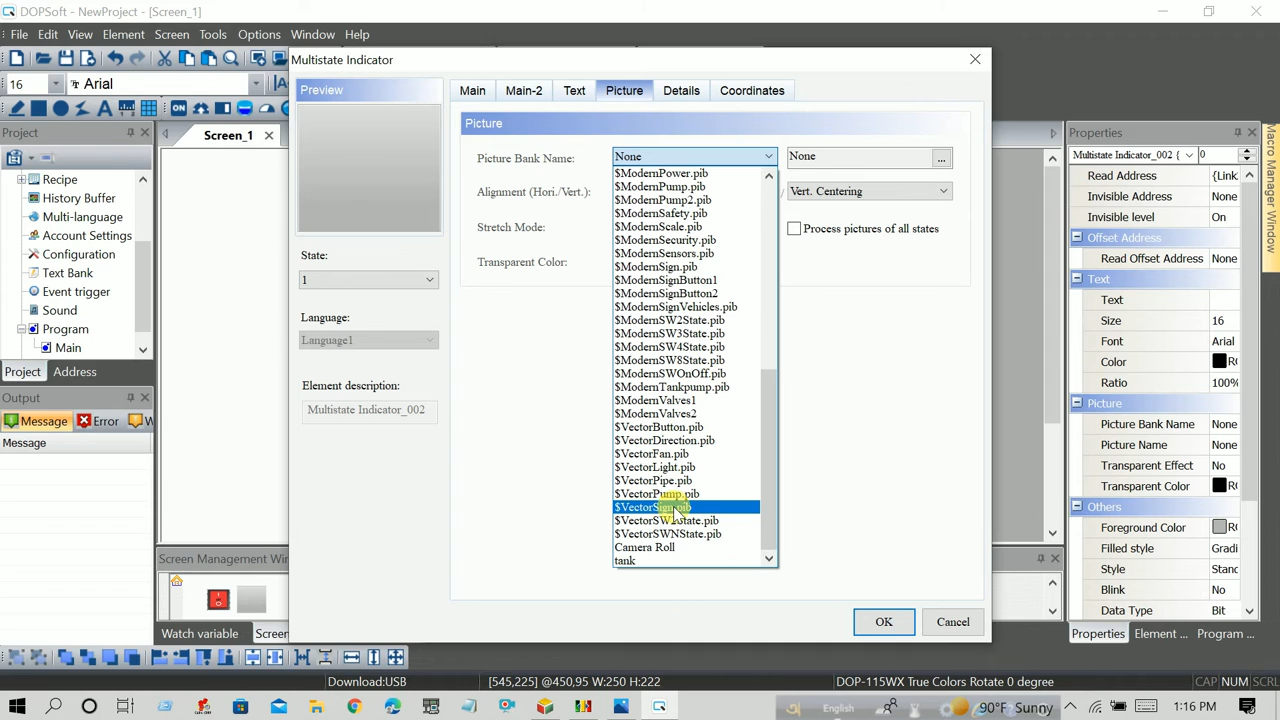 DOPSoft - NewProject - [Screen_1]
File Edit View Element Screen Tools Options Window Help
16 Arial
Project
Recipe
History Buffer
Multi-language
Account Settings
Configuration
Text Bank
Event trigger
Sound
Program
Main
Project Address
Output
Message Error W
Message
Screen_1
Multistate Indicator
Preview
State:
1
Language:
Language1
Element description:
Multistate Indicator_002
Main Main-2 Text Picture Details Coordinates
Picture
Picture Bank Name: None None ...
Alignment (Hori./Vert.): / Vert. Centering
Stretch Mode: Process pictures of all states
Transparent Color:
$ModernPower.pib
$ModernPump.pib
$ModernPump2.pib
$ModernSafety.pib
$ModernScale.pib
$ModernSecurity.pib
$ModernSensors.pib
$ModernSign.pib
$ModernSignButton1
$ModernSignButton2
$ModernSignVehicles.pib
$ModernSW2State.pib
$ModernSW3State.pib
$ModernSW4State.pib
$ModernSW8State.pib
$ModernSWOnOff.pib
$ModernTankpump.pib
$ModernValves1
$ModernValves2
$VectorButton.pib
$VectorDirection.pib
$VectorFan.pib
$VectorLight.pib
$VectorPipe.pib
$VectorPump.pib
$VectorSign.pib
$VectorSW2State.pib
$VectorSWNState.pib
Camera Roll
tank
OK Cancel
Properties
Multistate Indicator_002 { 0
Read Address {Link
Invisible Address None
Invisible level On
Offset Address
Read Offset Address None
Text
Text
Size 16
Font Arial
Color R
Ratio 100%
Picture
Picture Bank Name None
Picture Name None
Transparent Effect No
Transparent Color R
Others
Foreground Color R
Filled style Gradi
Style Stand
Blink No
Data Type Bit
Properties Element ... Program ...
Macro Manager Window
Screen Management Window
Watch variable Screen
Download:USB [545,225] @450,95 W:250 H:222 DOP-115WX True Colors Rotate 0 degree CAP NUM SCRL
90°F Sunny 1:16 PM